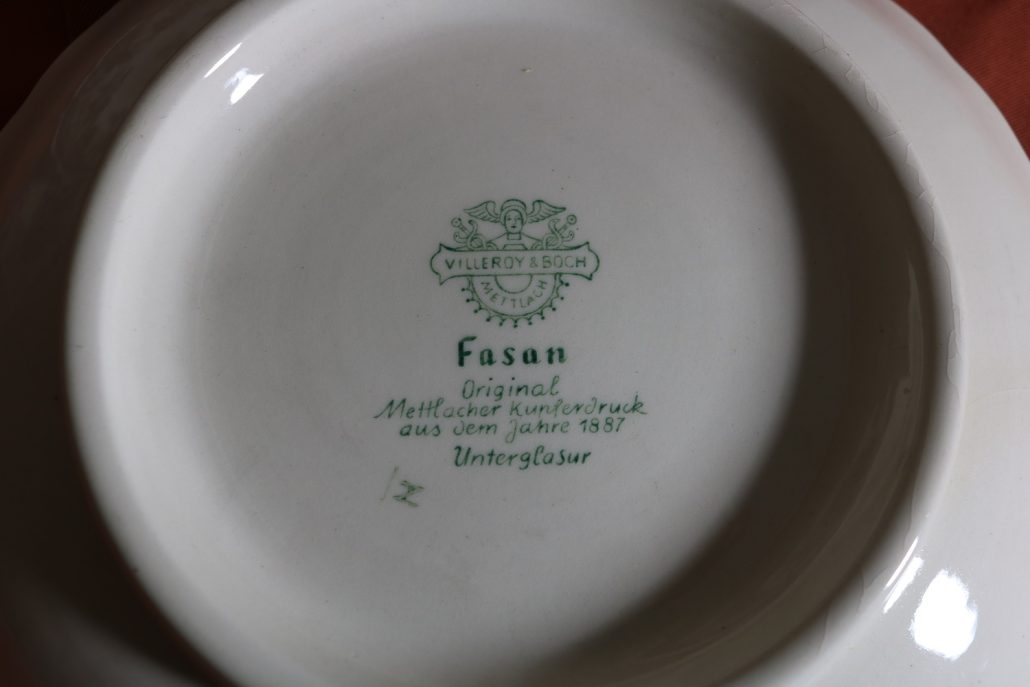 VILLEROY & BOCH
METTLACH
Fasan
Original
Mettlacher Kupferdruck
aus dem Jahre 1887
Unterglasur